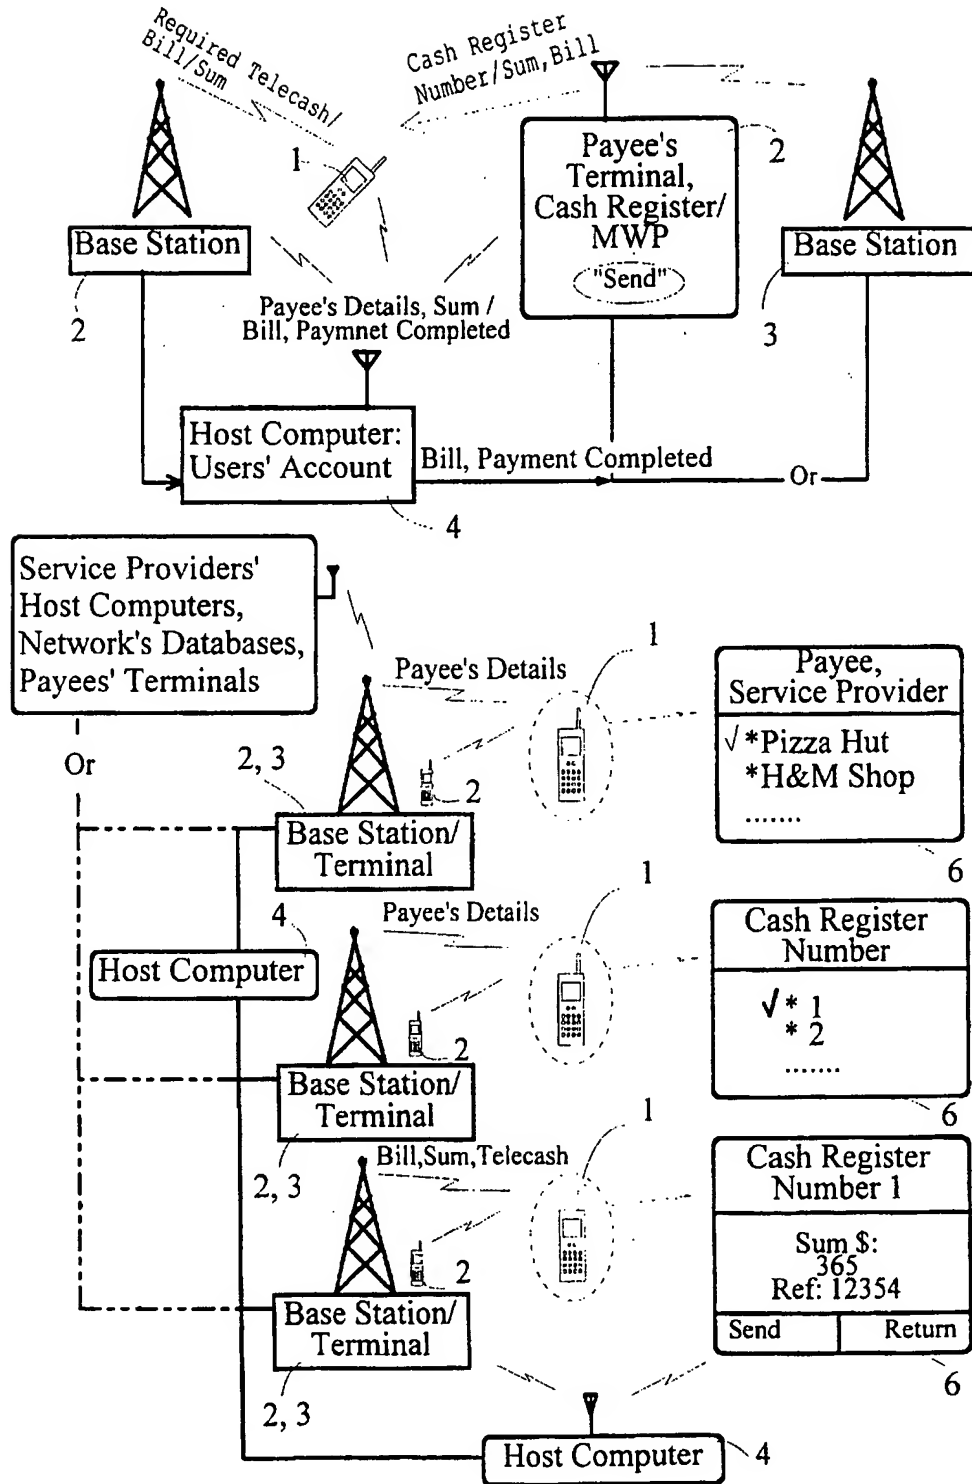 Required Telecash/
Bill/Sum
Cash Register
Number/Sum,Bill
1
Payee's
Terminal,
Cash Register/
MWP
"Send"
2
Base Station
2
Base Station
3
Payee's Details, Sum /
Bill, Paymnet Completed
Host Computer:
Users' Account
Bill, Payment Completed
Or
4
Service Providers'
Host Computers,
Network's Databases,
Payees' Terminals
Or
Payee's Details
1
Payee,
Service Provider
√ *Pizza Hut
*H&M Shop
.......
6
2, 3
2
Base Station/
Terminal
4
Host Computer
Payee's Details
1
Cash Register
Number
√ * 1
* 2
.......
6
2
Base Station/
Terminal
2, 3
Bill,Sum,Telecash
1
Cash Register
Number 1
Sum $:
365
Ref: 12354
Send
Return
6
2
Base Station/
Terminal
2, 3
Host Computer
4